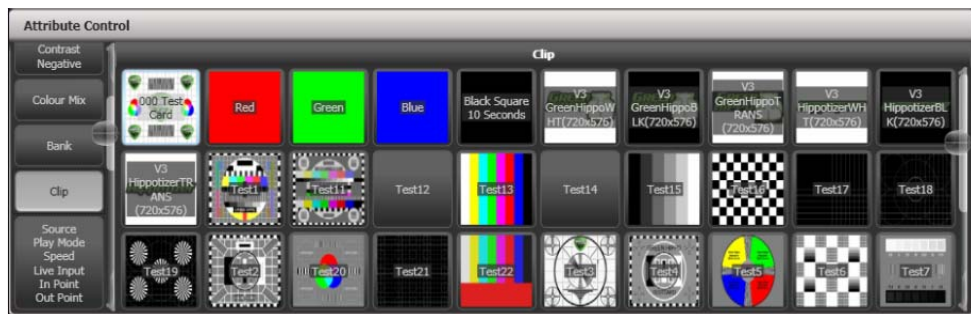 Attribute Control
Contrast
Negative
Colour Mix
Bank
Clip
Source
Play Mode
Speed
Live Input
In Point
Out Point
Clip
000 Test
Card
Red
Green
Blue
Black Square
10 Seconds
V3
GreenHippoW
HT(720x576)
V3
GreenHippoB
LK(720x576)
V3
GreenHippoT
RANS
(720x576)
V3
HippotizerWH
T(720x576)
V3
HippotizerBL
K(720x576)
V3
HippotizerTR
ANS
(720x576)
Test1
Test11
Test12
Test13
Test14
Test15
Test16
Test17
Test18
Test19
Test2
Test20
Test21
Test22
Test3
Test4
Test5
Test6
Test7